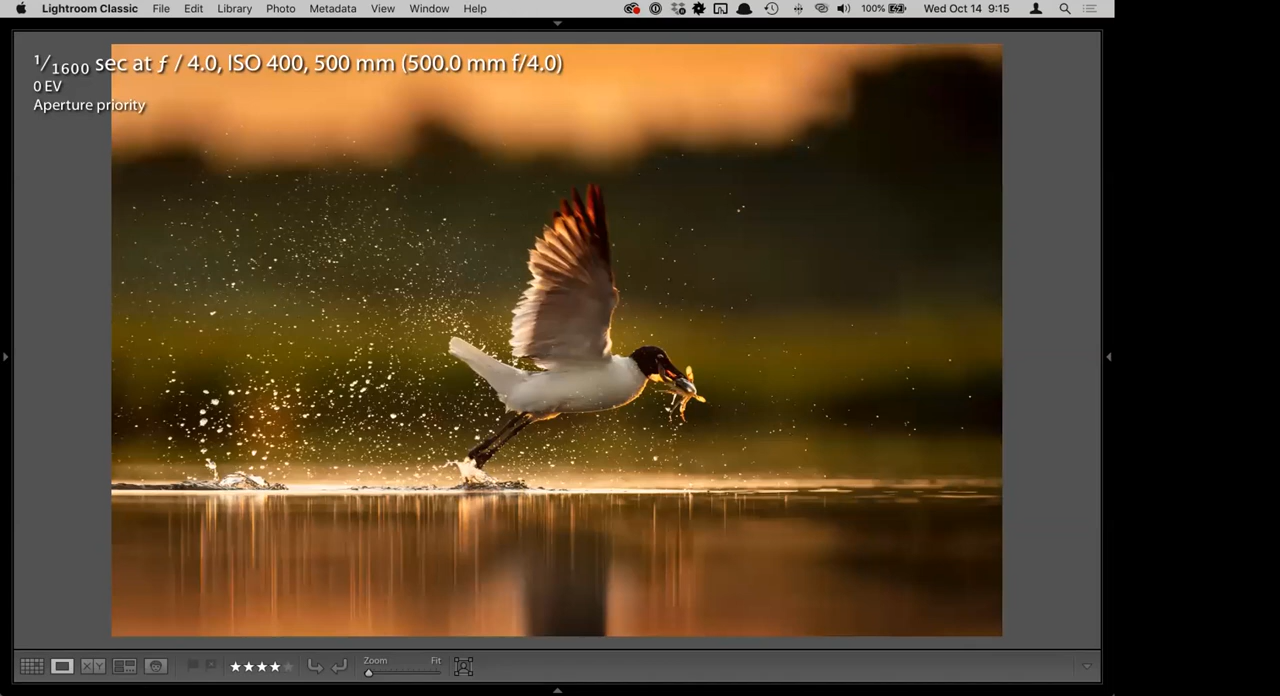 Lightroom Classic File Edit Library Photo Metadata View Window Help 100% Wed Oct 14 9:15
1/1600 sec at ƒ / 4.0, ISO 400, 500 mm (500.0 mm f/4.0)
0 EV
Aperture priority
X Y Zoom Fit